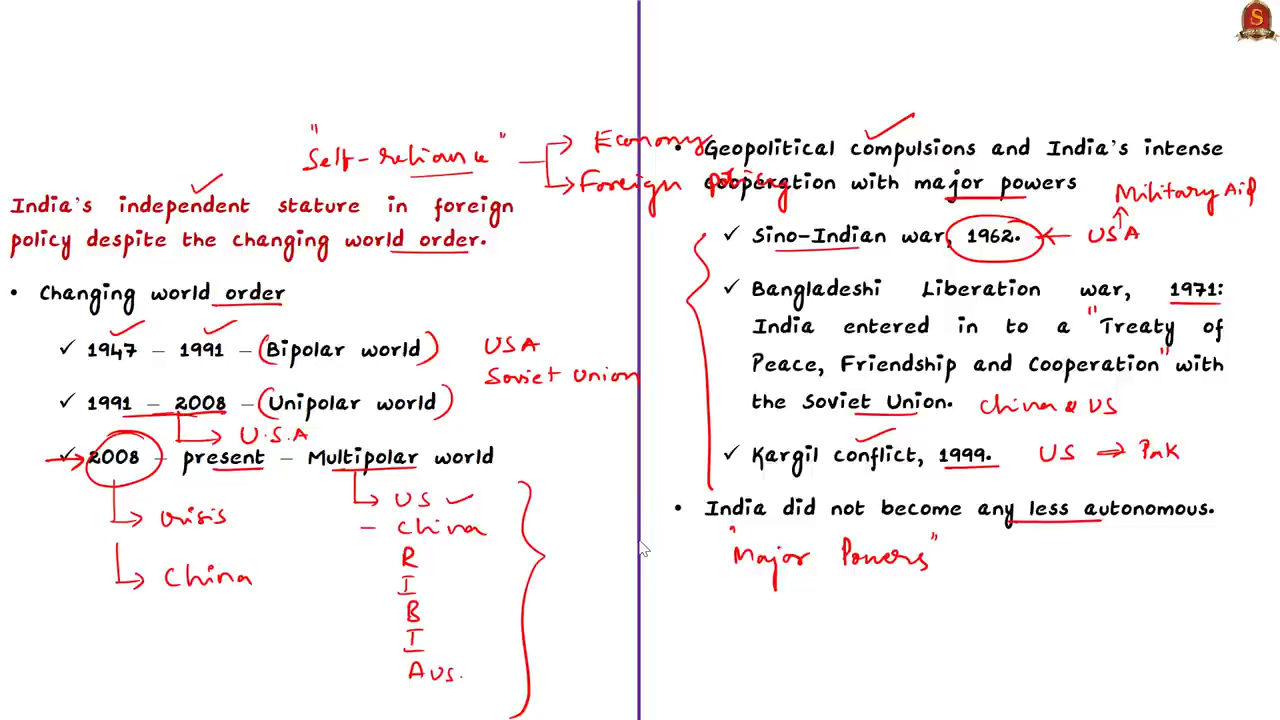 "Self-reliance"
Economy
Foreign policy
India's independent stature in foreign
policy despite the changing world order.
• Changing world order
✓ 1947 – 1991 – (Bipolar world)
USA
Soviet Union
✓ 1991 – 2008 – (Unipolar world)
U.S.A
✓ 2008 – present – Multipolar world
crisis
China
US ✓
– China
R
I
B
I
Aus.
• Geopolitical compulsions and India's intense
cooperation with major powers
Military Aid
✓ Sino-Indian war, 1962. ← USA
✓ Bangladeshi Liberation war, 1971:
India entered in to a "Treaty of
Peace, Friendship and Cooperation" with
the Soviet Union. China & US
✓ Kargil conflict, 1999. US ⇒ Pak
• India did not become any less autonomous.
"Major Powers"
S